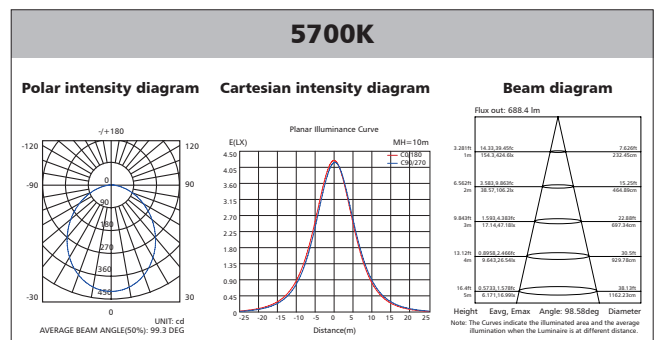 5700K
Polar intensity diagram
Cartesian intensity diagram
Beam diagram
-/+180
-120
120
-90
90
-30
30
0
0
90
180
270
360
450
UNIT: cd
AVERAGE BEAM ANGLE(50%): 99.3 DEG
Planar Illuminance Curve
E(LX)
MH=10m
C0/180
C90/270
4.50
4.05
3.60
3.15
2.70
2.25
1.80
1.35
0.90
0.45
0
-25 -20 -15 -10 -5 0 5 10 15 20 25
Distance(m)
Flux out: 688.4 lm
3.281ft 14.33,39.45fc 7.626ft
1m 154.3,424.6lx 232.45cm
6.562ft 3.583,9.863fc 15.25ft
2m 38.57,106.2lx 464.89cm
9.843ft 1.593,4.383fc 22.88ft
3m 17.14,47.18lx 697.34cm
13.12ft 0.8958,2.466fc 30.5ft
4m 9.643,26.54lx 929.78cm
16.4ft 0.5733,1.578fc 38.13ft
5m 6.171,16.99lx 1162.23cm
Height Eavg, Emax Angle: 98.58deg Diameter
Note: The Curves indicate the illuminated area and the average
illumination when the Luminaire is at different distance.